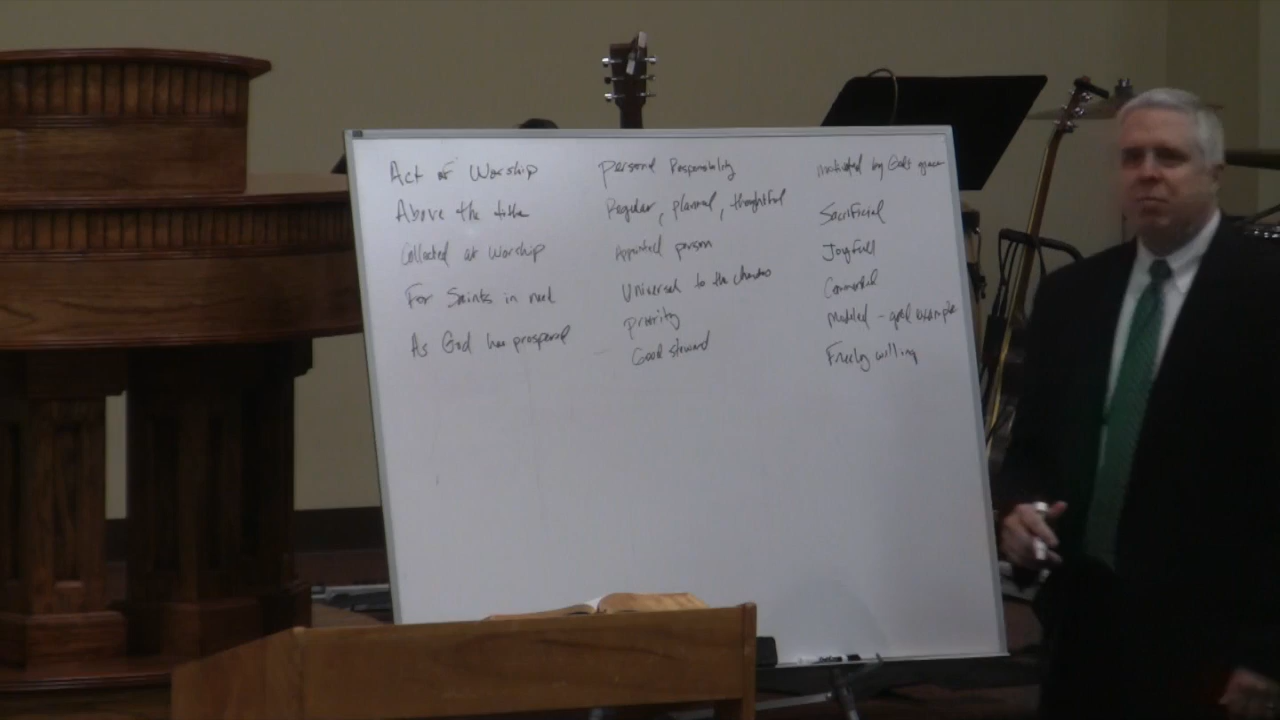 Act of Worship
Above the tithe
Collected at Worship
For Saints in need
As God has prospered
Personal Responsibility
Regular, planned, thoughtful
Appointed person
Universal to the churches
Priority
Good steward
motivated by God's grace
Sacrificial
Joyfull
Commended
Modeled - good example
Freely willing